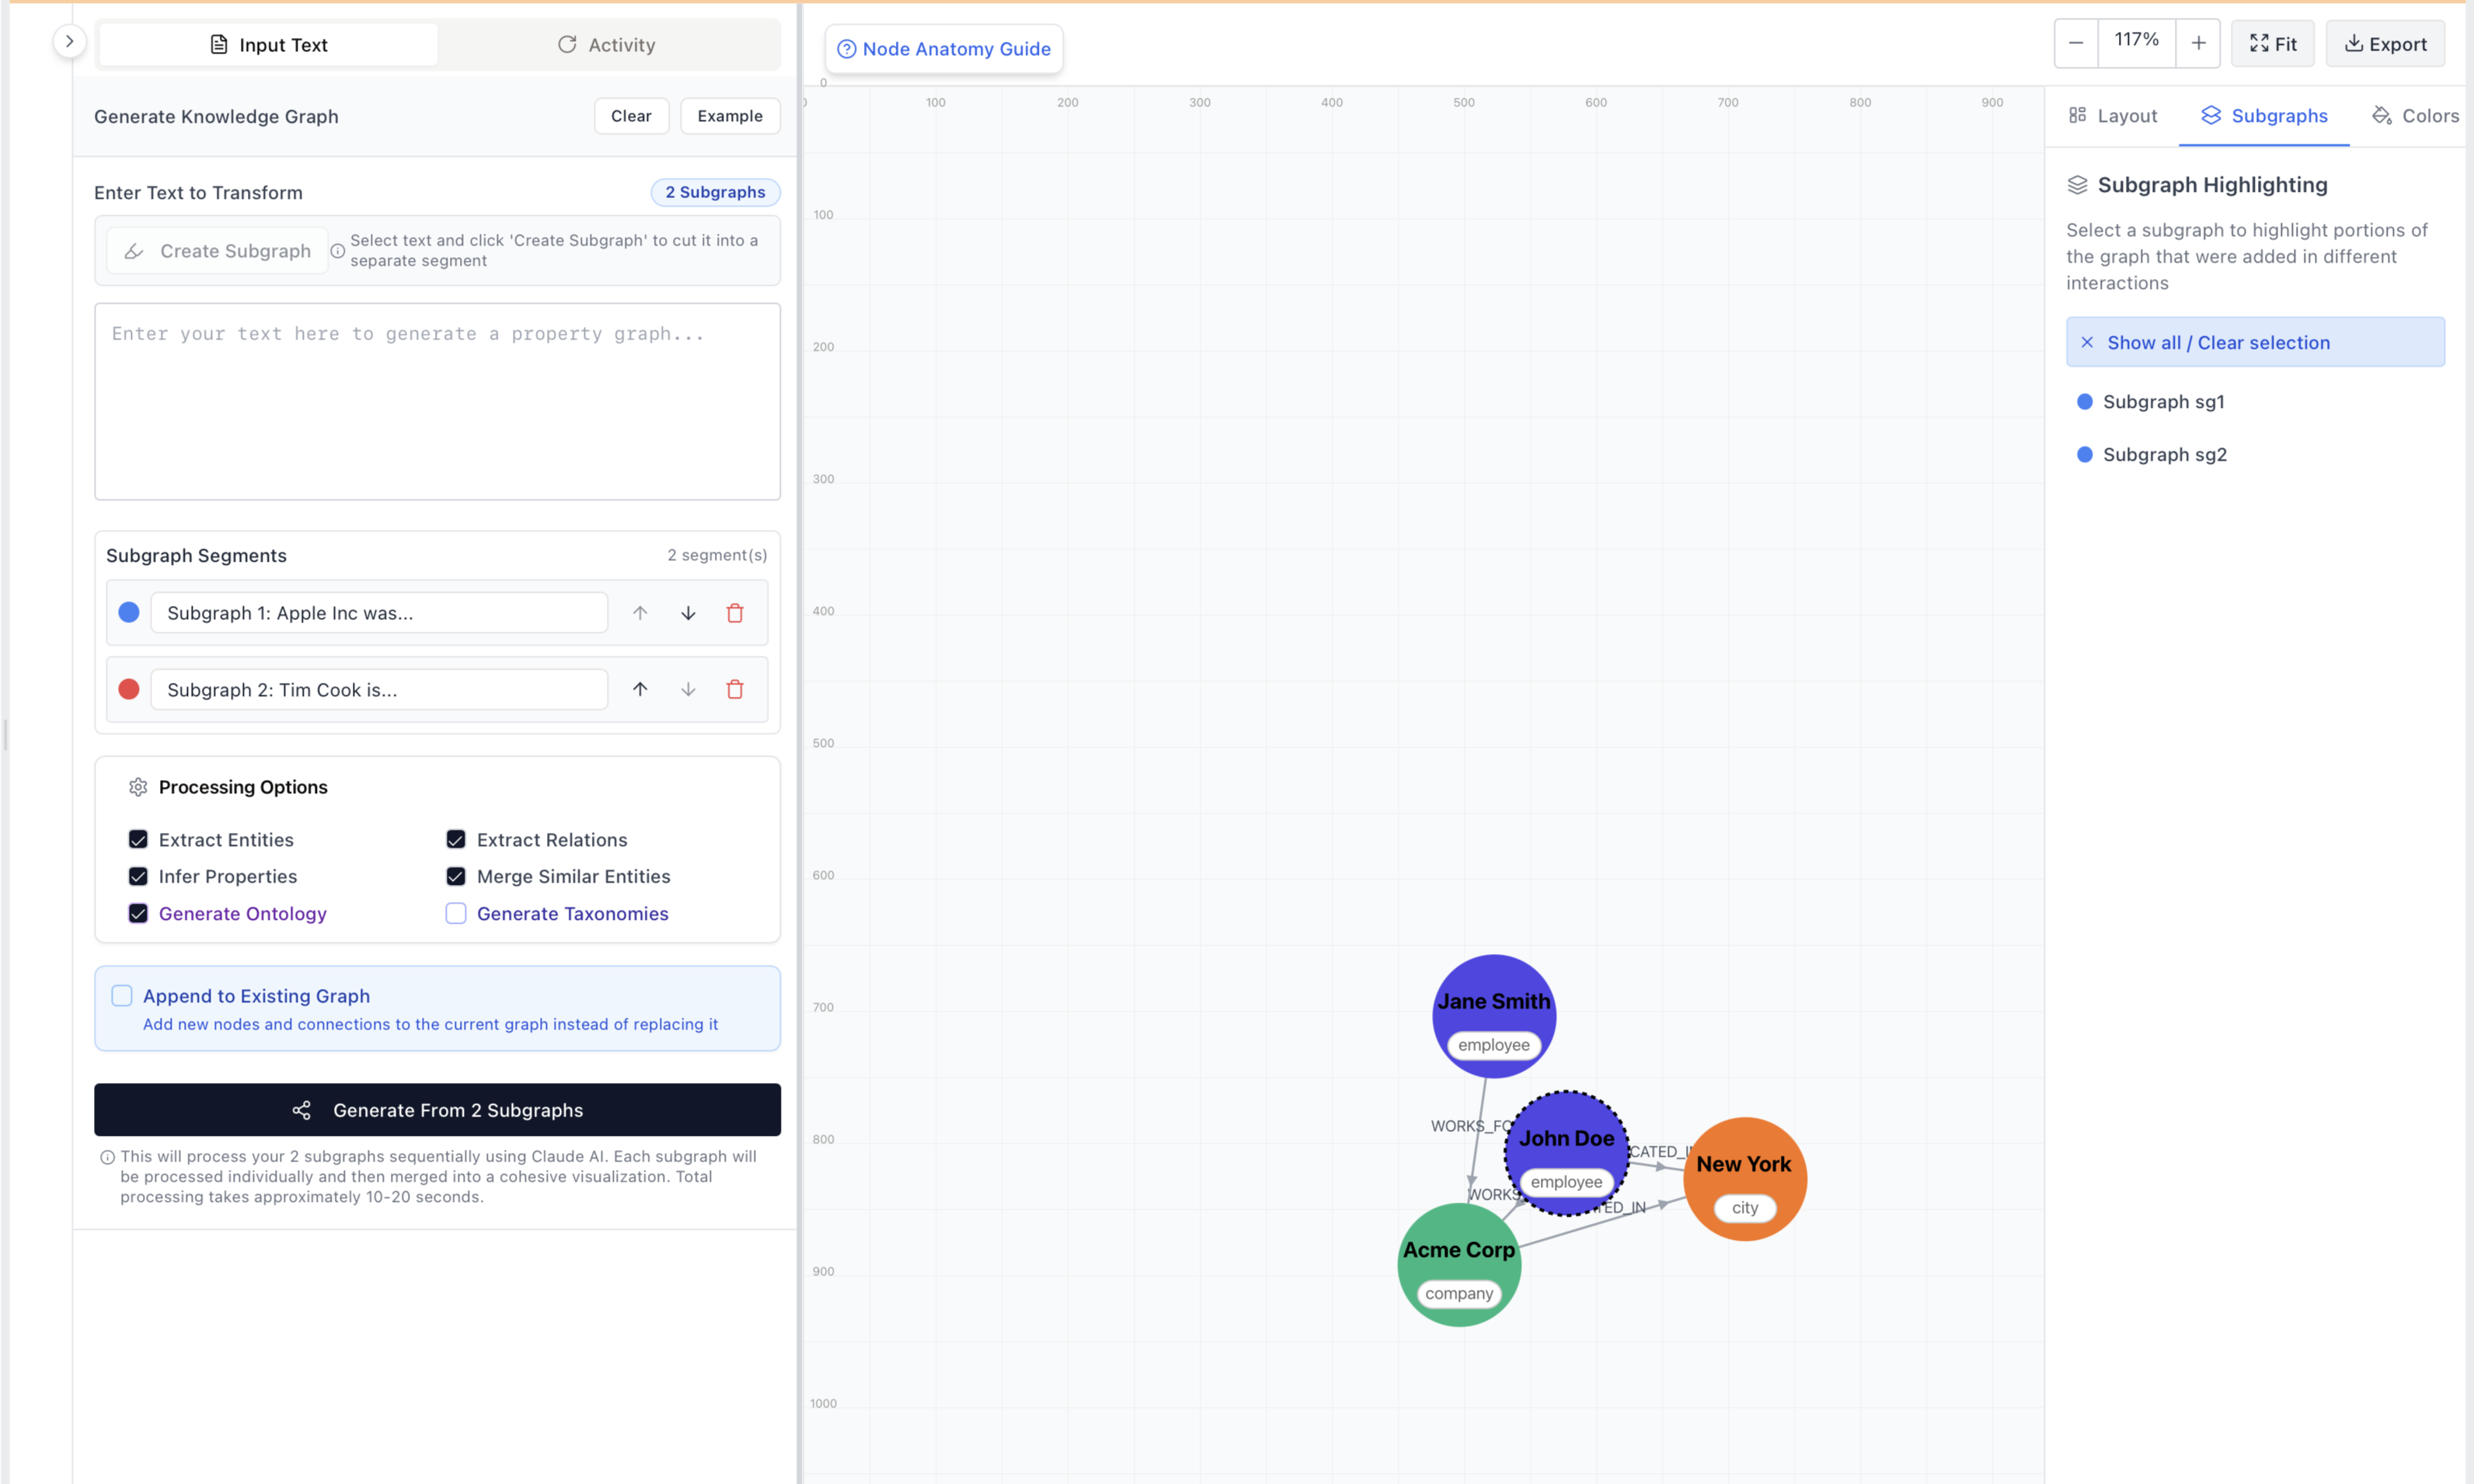 Input Text
Activity
Generate Knowledge Graph
Clear
Example
Enter Text to Transform
2 Subgraphs
Create Subgraph
Select text and click 'Create Subgraph' to cut it into a
separate segment
Enter your text here to generate a property graph...
Subgraph Segments
2 segment(s)
Subgraph 1: Apple Inc was...
Subgraph 2: Tim Cook is...
Processing Options
Extract Entities
Extract Relations
Infer Properties
Merge Similar Entities
Generate Ontology
Generate Taxonomies
Append to Existing Graph
Add new nodes and connections to the current graph instead of replacing it
Generate From 2 Subgraphs
This will process your 2 subgraphs sequentially using Claude AI. Each subgraph will
be processed individually and then merged into a cohesive visualization. Total
processing takes approximately 10-20 seconds.
Node Anatomy Guide
117%
Fit
Export
0
100 200 300 400 500 600 700 800 900
100
200
300
400
500
600
700
800
900
1000
Jane Smith
employee
WORKS_FO
John Doe
employee
CATED_I
New York
city
WORKS
TED_IN
Acme Corp
company
Layout
Subgraphs
Colors
Subgraph Highlighting
Select a subgraph to highlight portions of
the graph that were added in different
interactions
Show all / Clear selection
Subgraph sg1
Subgraph sg2